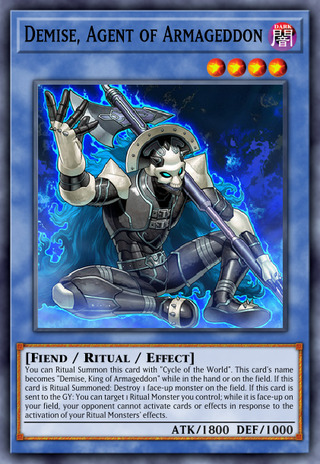 Demise, Agent of Armageddon
DARK
闇
[Fiend / Ritual / Effect]
You can Ritual Summon this card with "Cycle of the World". This card's name
becomes "Demise, King of Armageddon" while in the hand or on the field. If this
card is Ritual Summoned: Destroy 1 face-up monster on the field. If this card is
sent to the GY: You can target 1 Ritual Monster you control; while it is face-up on
your field, your opponent cannot activate cards or effects in response to the
activation of your Ritual Monsters' effects.
ATK/1800 DEF/1000